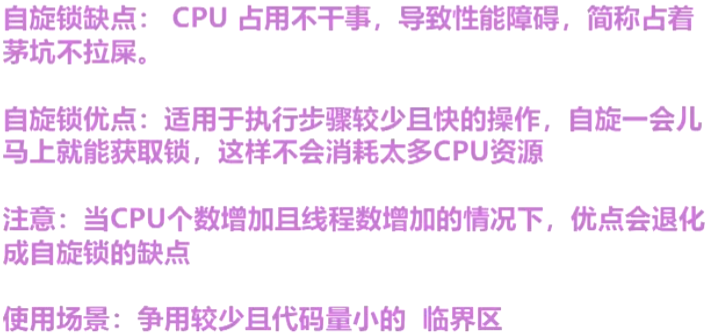 自旋锁缺点： CPU 占用不干事，导致性能障碍，简称占着
茅坑不拉屎。
自旋锁优点：适用于执行步骤较少且快的操作，自旋一会儿
马上就能获取锁，这样不会消耗太多CPU资源
注意：当CPU个数增加且线程数增加的情况下，优点会退化
成自旋锁的缺点
使用场景：争用较少且代码量小的 临界区